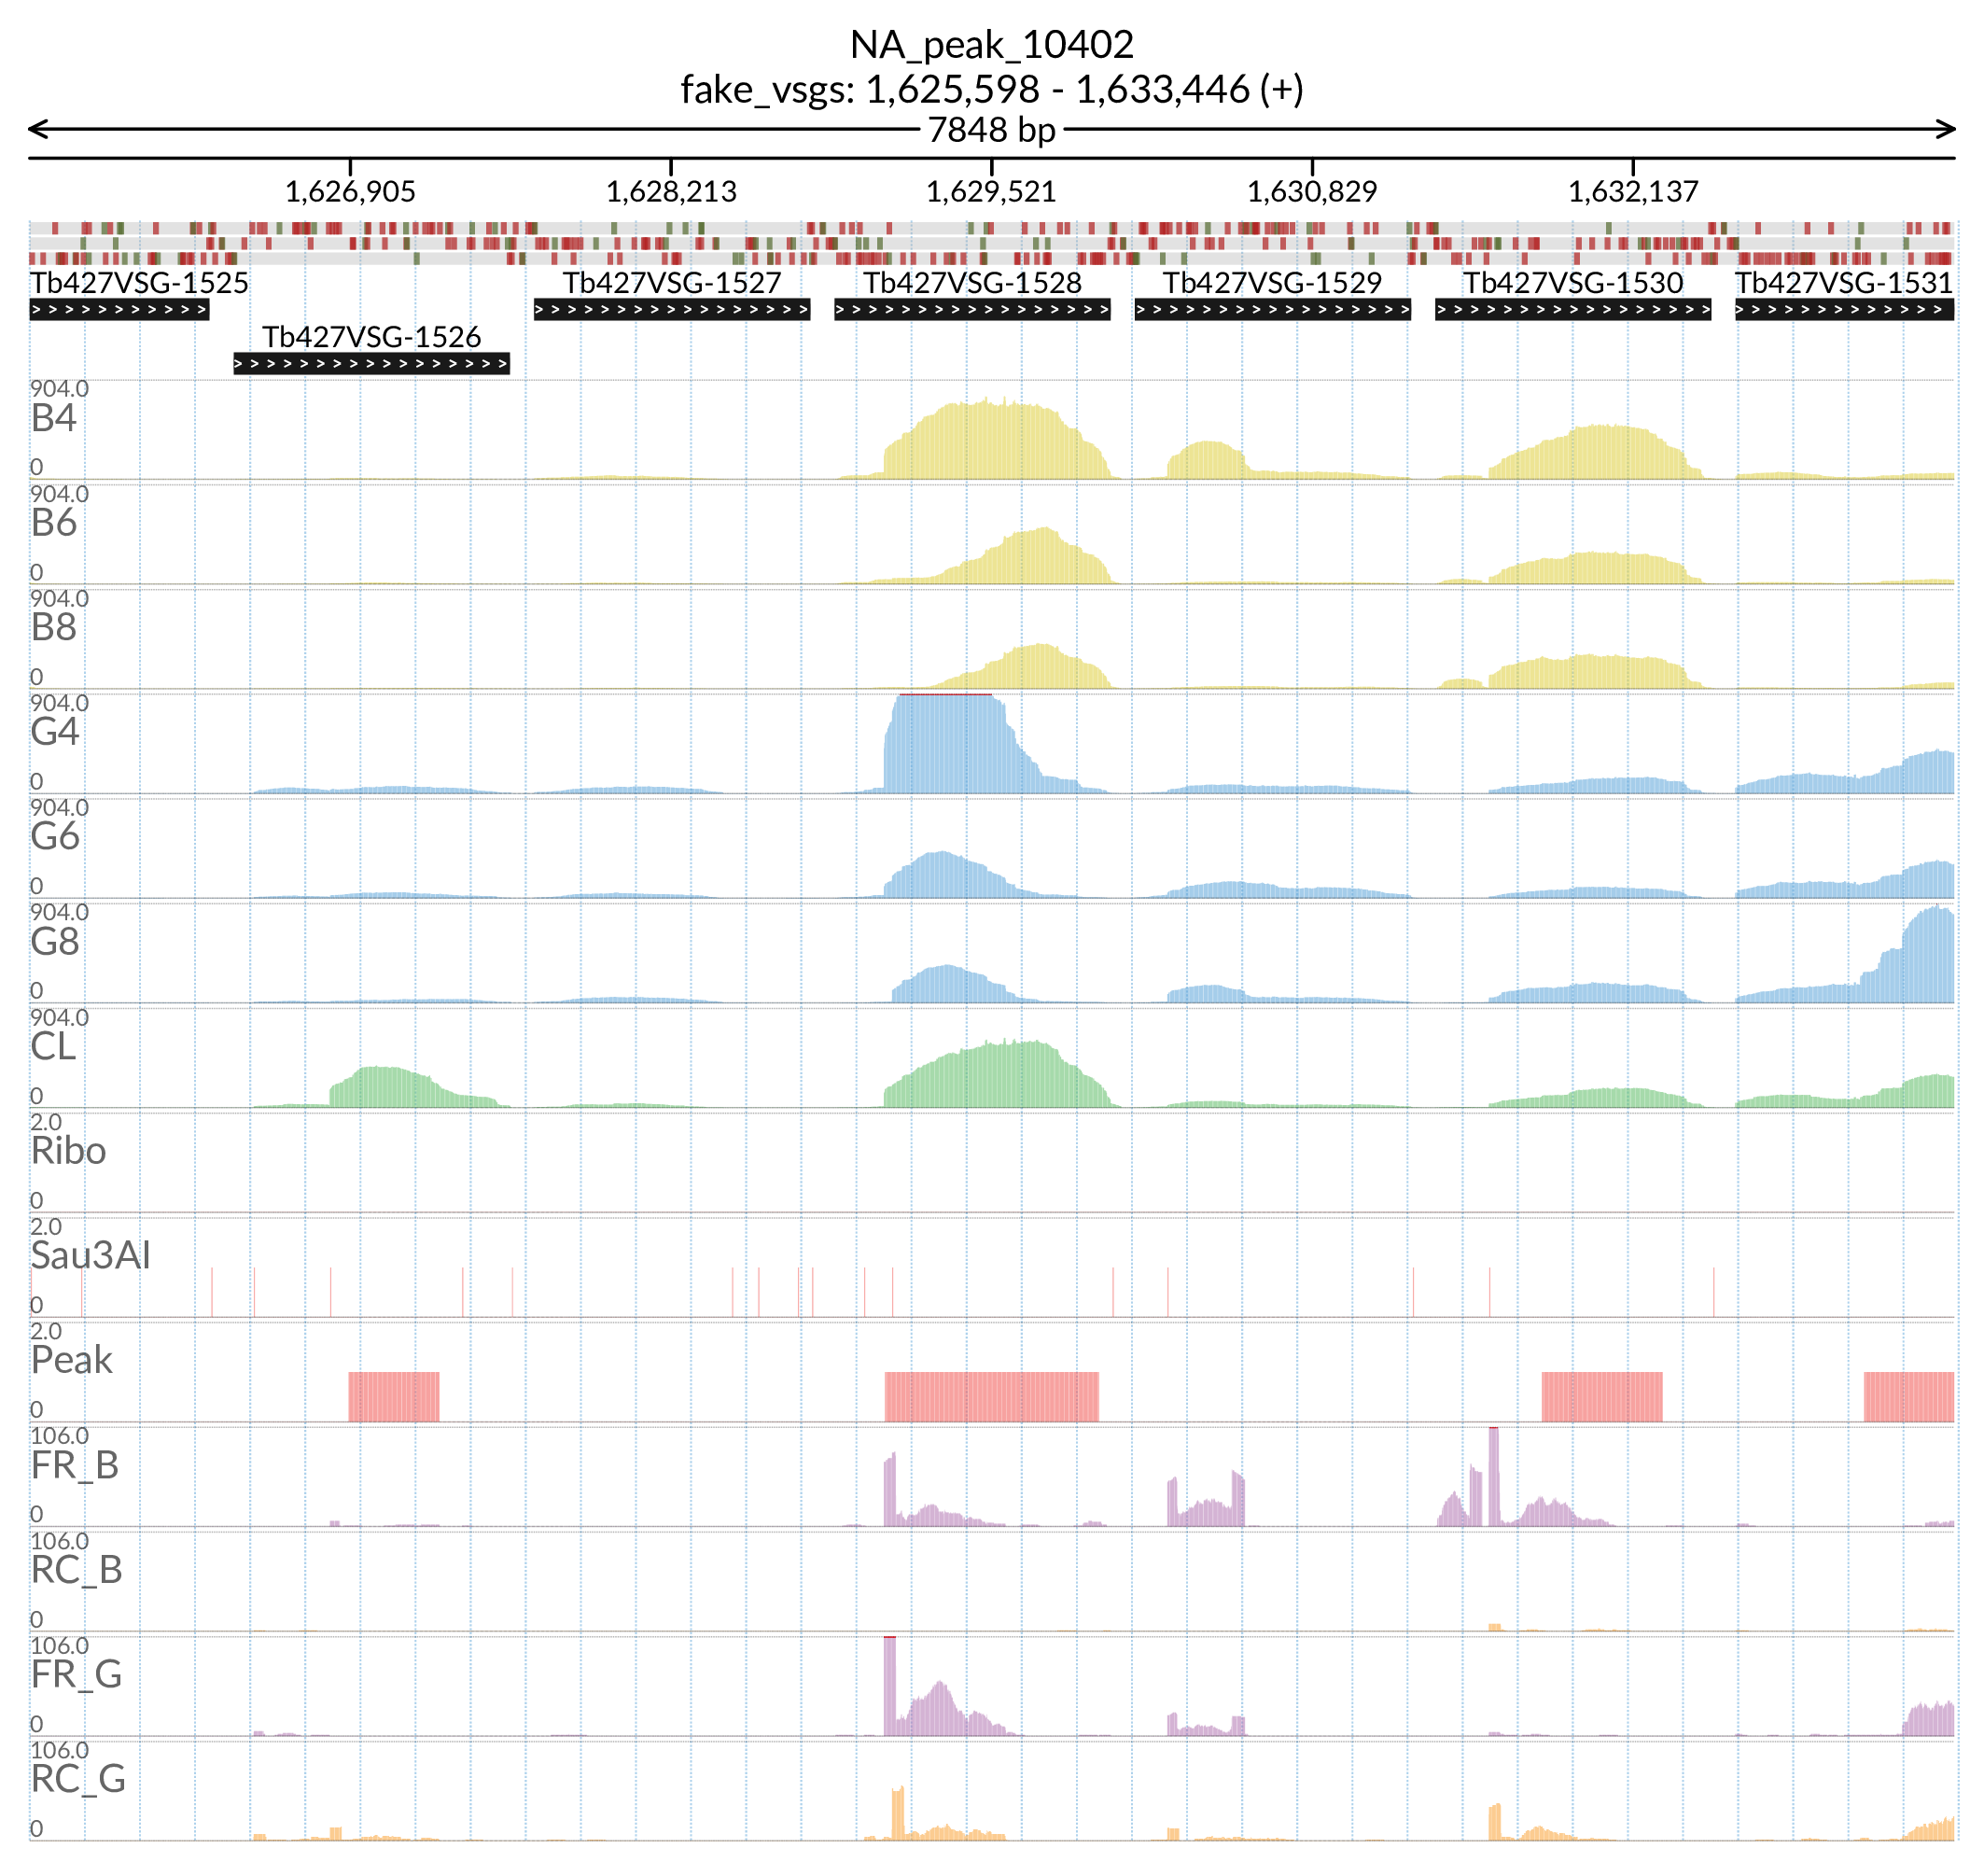 NA_peak_10402
fake_vsgs: 1,625,598 - 1,633,446 (+)
7848 bp
1,626,905 1,628,213 1,629,521 1,630,829 1,632,137
Tb427VSG-1525 Tb427VSG-1527 Tb427VSG-1528 Tb427VSG-1529 Tb427VSG-1530 Tb427VSG-1531
Tb427VSG-1526
904.0
B4
0
904.0
B6
0
904.0
B8
0
904.0
G4
0
904.0
G6
0
904.0
G8
0
904.0
CL
0
2.0
Ribo
0
2.0
Sau3AI
0
2.0
Peak
0
106.0
FR_B
0
106.0
RC_B
0
106.0
FR_G
0
106.0
RC_G
0